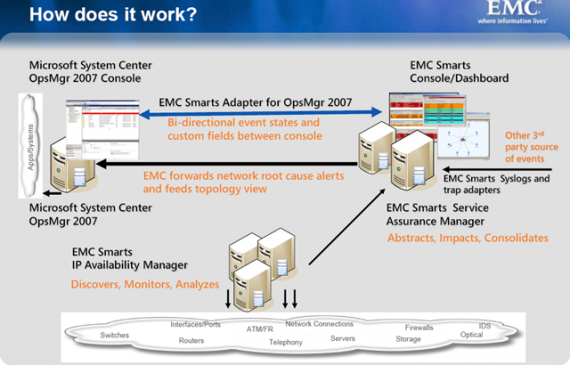 How does it work?
EMC²
where information lives®
Microsoft System Center
OpsMgr 2007 Console
EMC Smarts
Console/Dashboard
EMC Smarts Adapter for OpsMgr 2007
Bi-directional event states and
custom fields between console
Apps/Systems
Other 3rd
party source
of events
EMC forwards network root cause alerts
and feeds topology view
EMC Smarts Syslogs and
trap adapters
Microsoft System Center
OpsMgr 2007
EMC Smarts Service
Assurance Manager
Abstracts, Impacts, Consolidates
EMC Smarts
IP Availability Manager
Discovers, Monitors, Analyzes
Switches
Interfaces/Ports
Routers
ATM/FR
Network Connections
Telephony
Servers
Firewalls
Storage
IDS
Optical